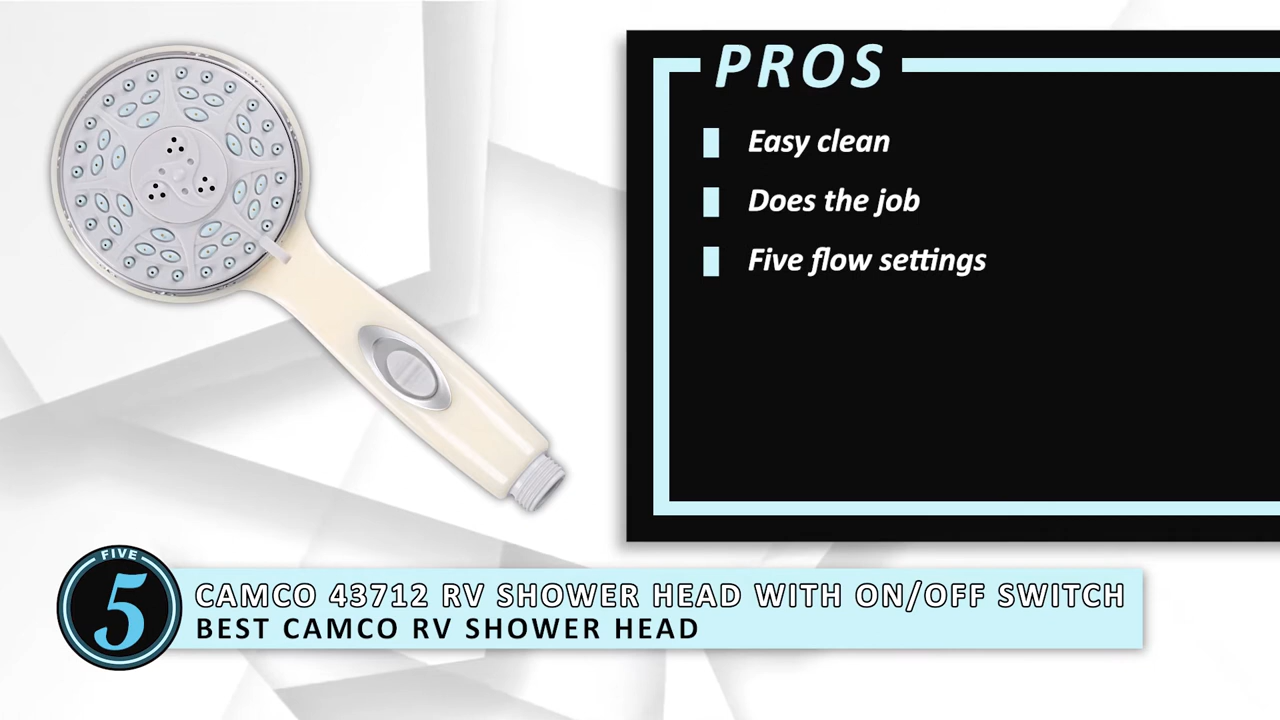 PROS
Easy clean
Does the job
Five flow settings
FIVE
5
CAMCO 43712 RV SHOWER HEAD WITH ON/OFF SWITCH
BEST CAMCO RV SHOWER HEAD